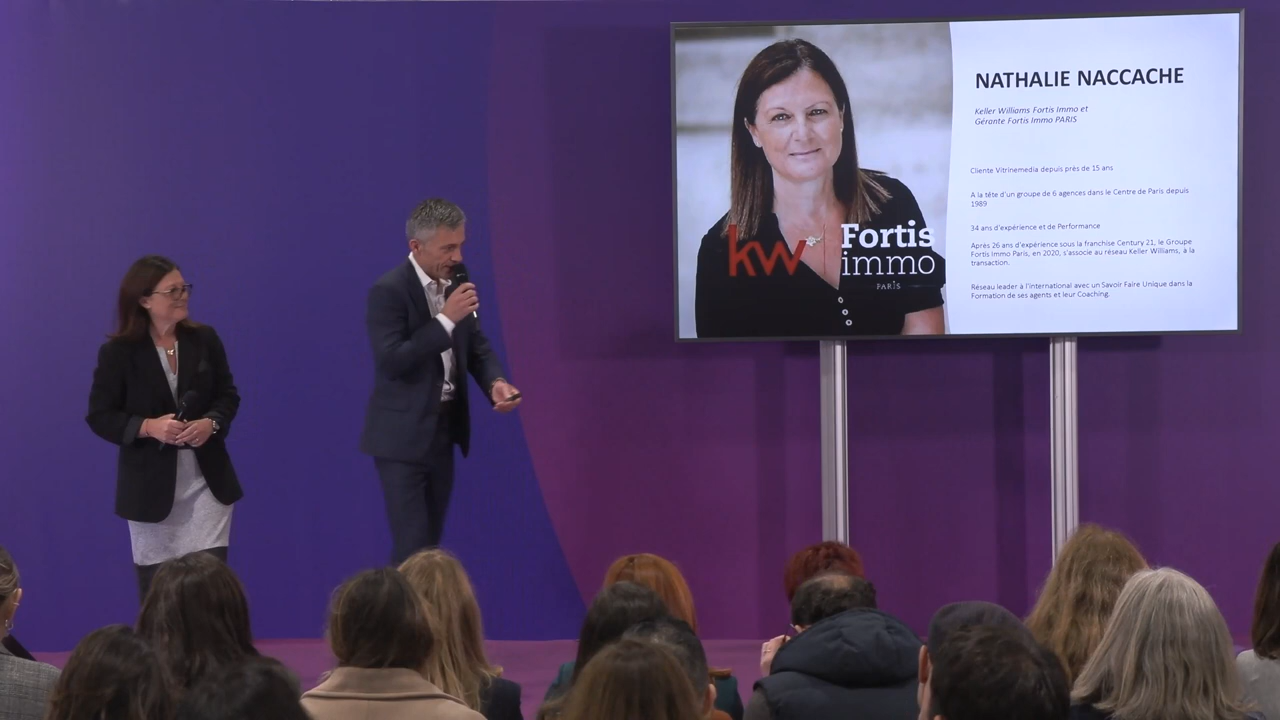 NATHALIE NACCACHE
Keller Williams Fortis Immo et
Gérante Fortis Immo PARIS
Cliente Vitrinemedia depuis près de 15 ans
A la tête d'un groupe de 6 agences dans le Centre de Paris depuis
1989
34 ans d'expérience et de Performance
Après 26 ans d'expérience sous la franchise Century 21, le Groupe
Fortis Immo Paris, en 2020, s'associe au réseau Keller Williams, à la
transaction.
Réseau leader à l'international avec un Savoir Faire Unique dans la
Formation de ses agents et leur Coaching.
kw
Fortis
immo
PARIS